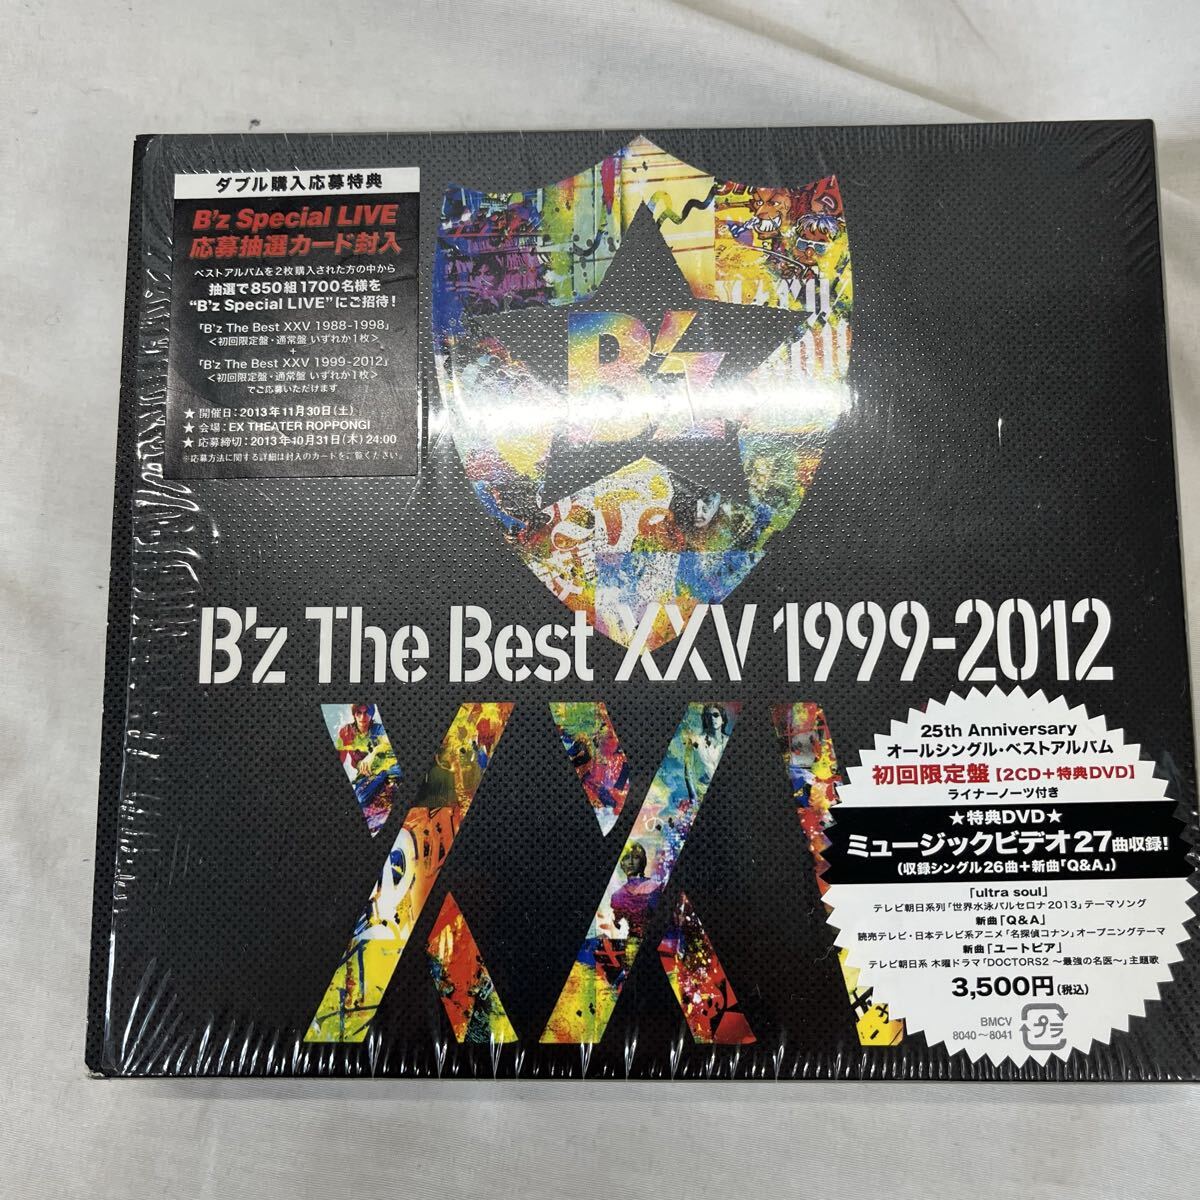 ダブル購入応募特典
B'z Special LIVE
応募抽選カード封入
ベストアルバムを2枚購入された方の中から
抽選で850組1700名様を
"B'z Special LIVE"にご招待!
「B'z The Best XXV 1988-1998」
<初回限定盤・通常盤 いずれか1枚>
+
「B'z The Best XXV 1999-2012」
<初回限定盤・通常盤 いずれか1枚>
でご応募いただけます
★ 開催日:2013年11月30日(土)
★ 会場:EX THEATER ROPPONGI
★ 応募締切:2013年10月31日(木)24:00
※応募方法に関する詳細は封入のカードをご覧ください。
B'z
B'z The Best XXV 1999-2012
XXV
25th Anniversary
オールシングル・ベストアルバム
初回限定盤【2CD+特典DVD】
ライナーノーツ付き
★特典DVD★
ミュージックビデオ27曲収録!
(収録シングル26曲+新曲「Q&A」)
「ultra soul」
テレビ朝日系列「世界水泳バルセロナ2013」テーマソング
新曲「Q&A」
読売テレビ・日本テレビ系アニメ「名探偵コナン」オープニングテーマ
新曲「ユートピア」
テレビ朝日系 木曜ドラマ「DOCTORS2 ～最強の名医～」主題歌
3,500円(税込)
BMCV
8040～8041
プラ